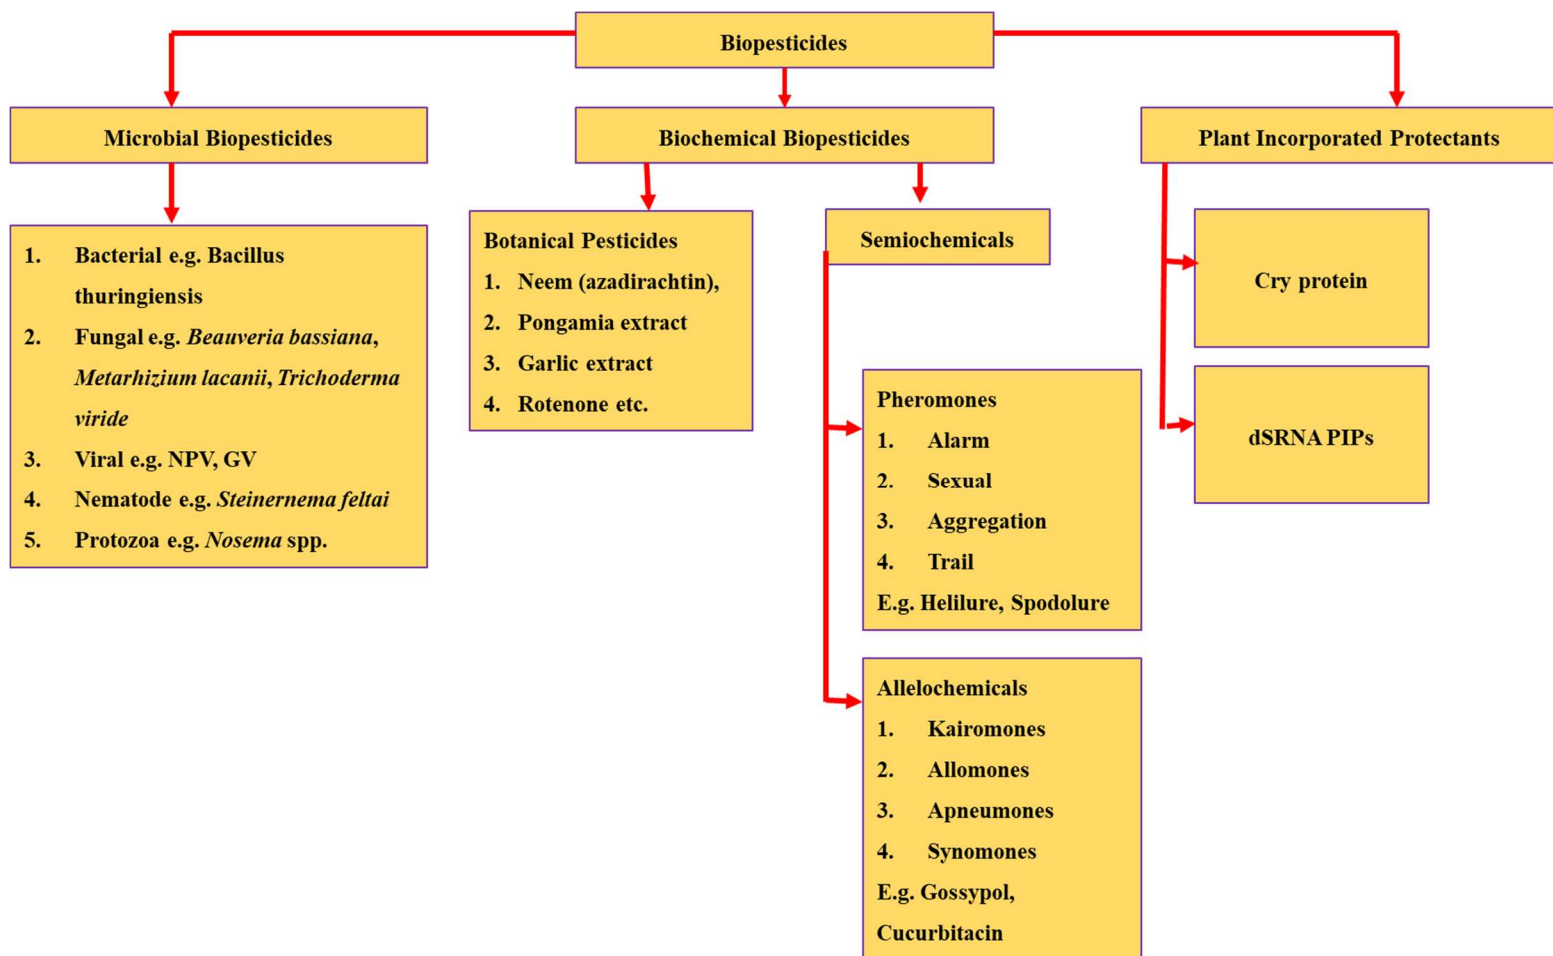 Biopesticides
Microbial Biopesticides
Biochemical Biopesticides
Plant Incorporated Protectants
1. Bacterial e.g. Bacillus
thuringiensis
2. Fungal e.g. Beauveria bassiana,
Metarhizium lacanii, Trichoderma
viride
3. Viral e.g. NPV, GV
4. Nematode e.g. Steinernema feltai
5. Protozoa e.g. Nosema spp.
Botanical Pesticides
1. Neem (azadirachtin),
2. Pongamia extract
3. Garlic extract
4. Rotenone etc.
Semiochemicals
Pheromones
1. Alarm
2. Sexual
3. Aggregation
4. Trail
E.g. Helilure, Spodolure
Allelochemicals
1. Kairomones
2. Allomones
3. Apneumones
4. Synomones
E.g. Gossypol,
Cucurbitacin
Cry protein
dSRNA PIPs